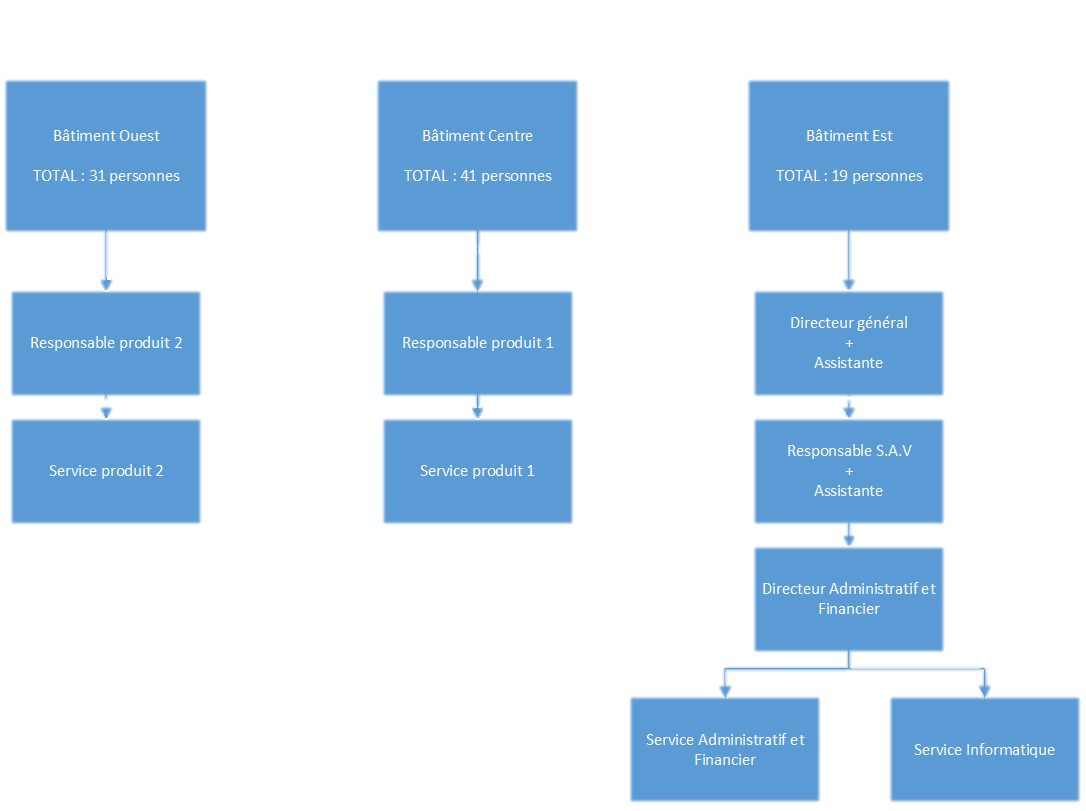 Bâtiment Ouest
TOTAL : 31 personnes
Bâtiment Centre
TOTAL : 41 personnes
Bâtiment Est
TOTAL : 19 personnes
Responsable produit 2
Responsable produit 1
Directeur général
+
Assistante
Service produit 2
Service produit 1
Responsable S.A.V
+
Assistante
Directeur Administratif et
Financier
Service Administratif et
Financier
Service Informatique